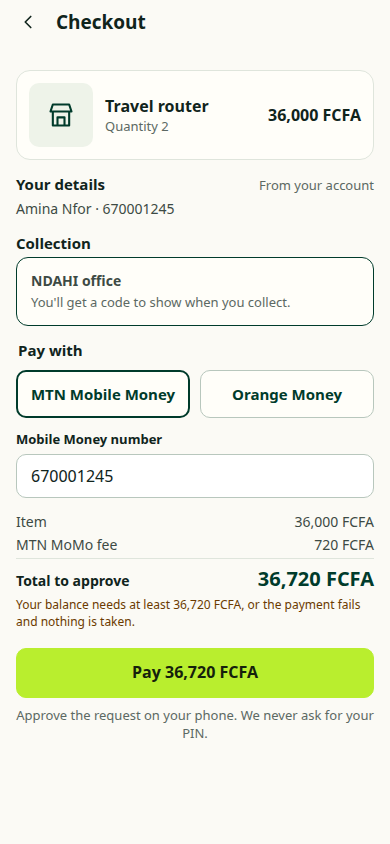 Checkout
Travel router
Quantity 2
36,000 FCFA
Your details
From your account
Amina Nfor · 670001245
Collection
NDAHI office
You'll get a code to show when you collect.
Pay with
MTN Mobile Money
Orange Money
Mobile Money number
670001245
Item
36,000 FCFA
MTN MoMo fee
720 FCFA
Total to approve
36,720 FCFA
Your balance needs at least 36,720 FCFA, or the payment fails
and nothing is taken.
Pay 36,720 FCFA
Approve the request on your phone. We never ask for your
PIN.